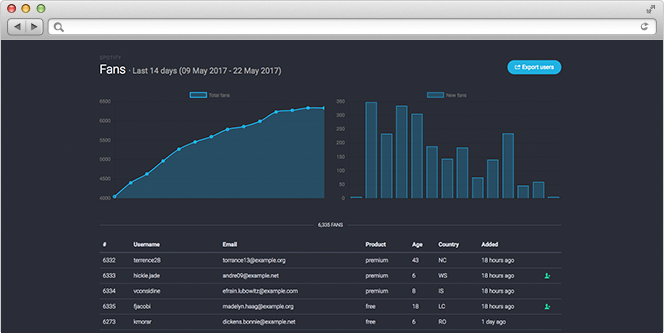 SPOTIFY
Fans - Last 14 days (09 May 2017 - 22 May 2017)
Export users
Total fans
New fans
6500
6000
5500
5000
4500
4000
350
300
250
200
150
100
50
0
6,335 FANS
# Username Email Product Age Country Added
6332 terrence28 torrance13@example.org premium 43 NC 18 hours ago
6333 hickle.jade andre09@example.net premium 6 WS 18 hours ago
6334 vconsidine efrain.lubowitz@example.com premium 8 IS 18 hours ago
6335 fjacobi madelyn.haag@example.org free 18 LC 18 hours ago
6273 kmorar dickens.bonnie@example.net free 6 RO 1 day ago